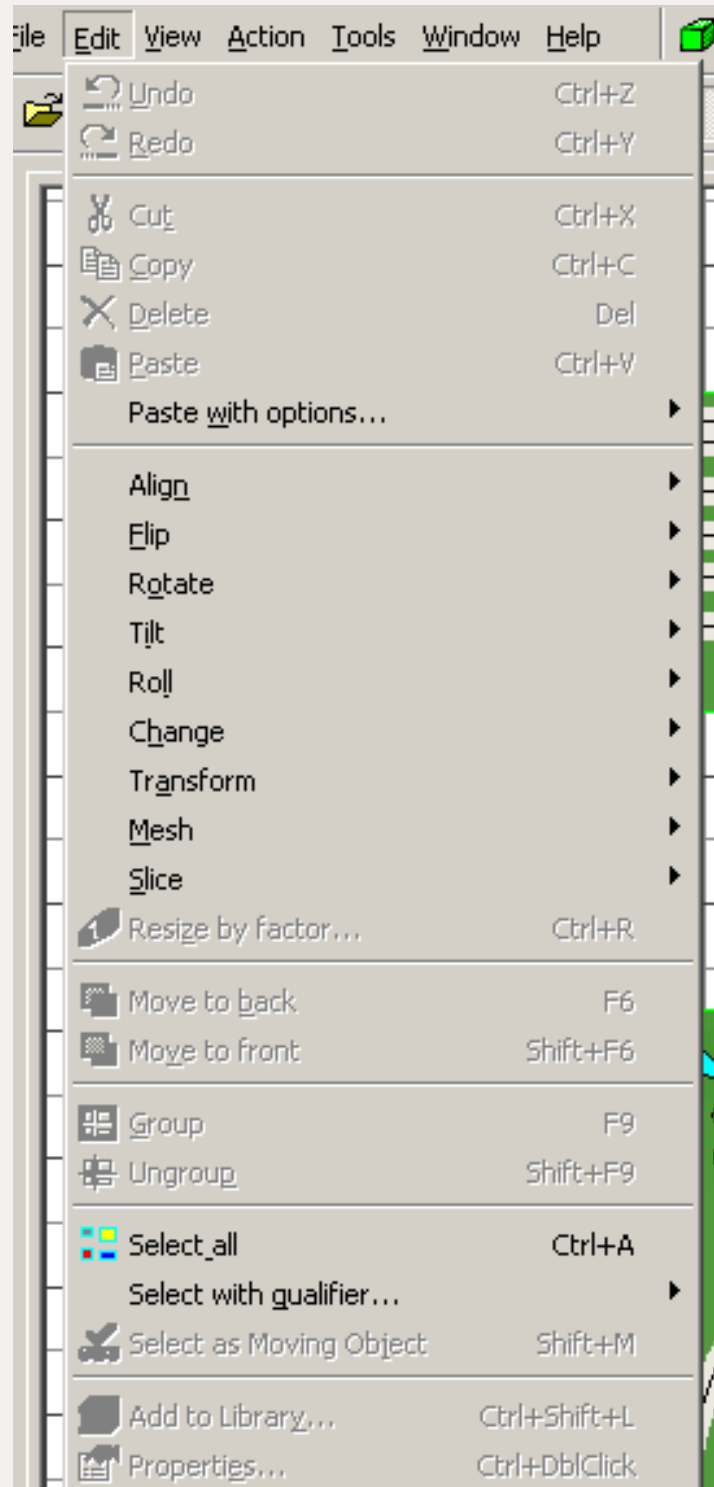 File Edit View Action Tools Window Help
Undo Ctrl+Z
Redo Ctrl+Y
Cut Ctrl+X
Copy Ctrl+C
Delete Del
Paste Ctrl+V
Paste with options...
Align
Flip
Rotate
Tilt
Roll
Change
Transform
Mesh
Slice
Resize by factor... Ctrl+R
Move to back F6
Move to front Shift+F6
Group F9
Ungroup Shift+F9
Select all Ctrl+A
Select with qualifier...
Select as Moving Object Shift+M
Add to Library... Ctrl+Shift+L
Properties... Ctrl+DblClick